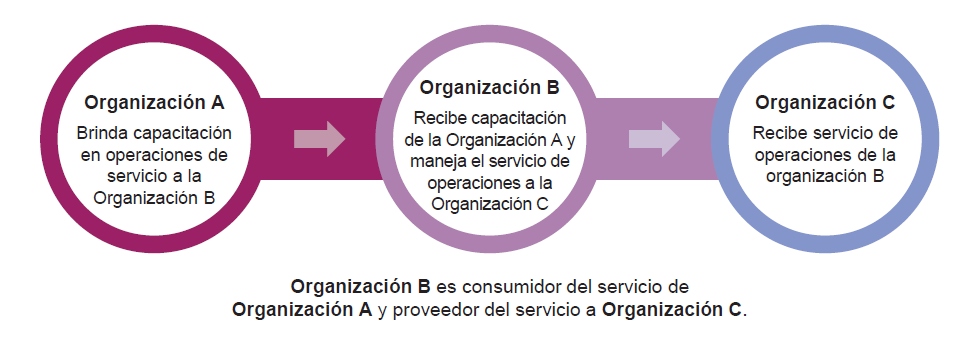 Organización A
Brinda capacitación
en operaciones de
servicio a la
Organización B
Organización B
Recibe capacitación
de la Organización A y
maneja el servicio de
operaciones a la
Organización C
Organización C
Recibe servicio de
operaciones de la
organización B
Organización B es consumidor del servicio de
Organización A y proveedor del servicio a Organización C.